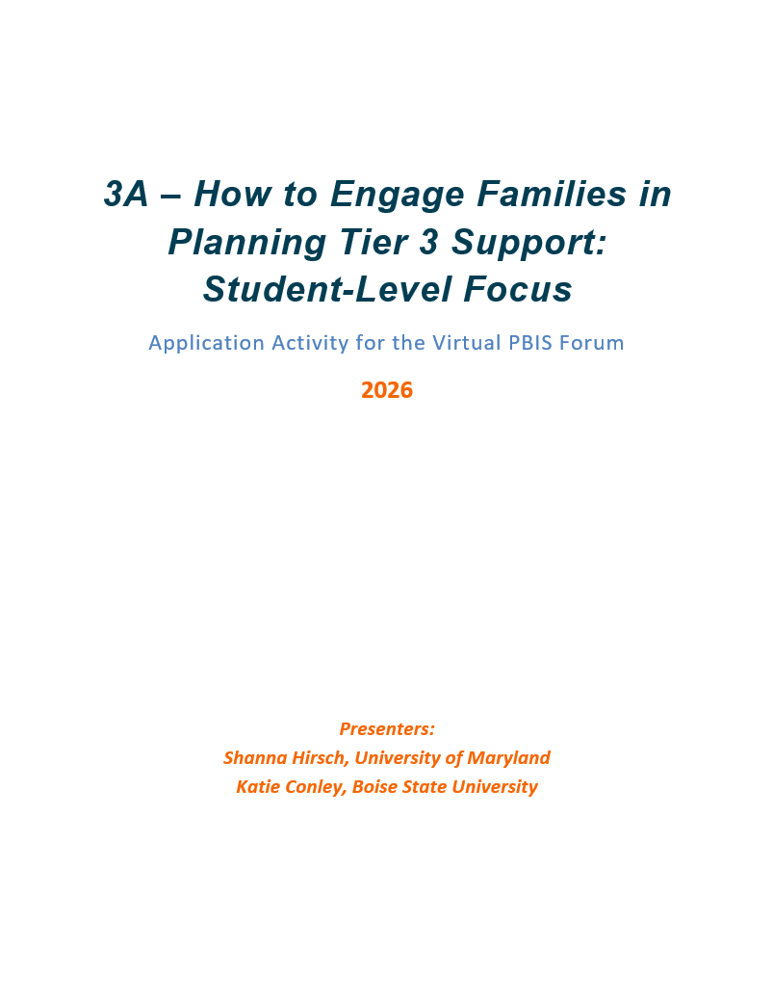 3A – How to Engage Families in
Planning Tier 3 Support:
Student-Level Focus
Application Activity for the Virtual PBIS Forum
2026
Presenters:
Shanna Hirsch, University of Maryland
Katie Conley, Boise State University